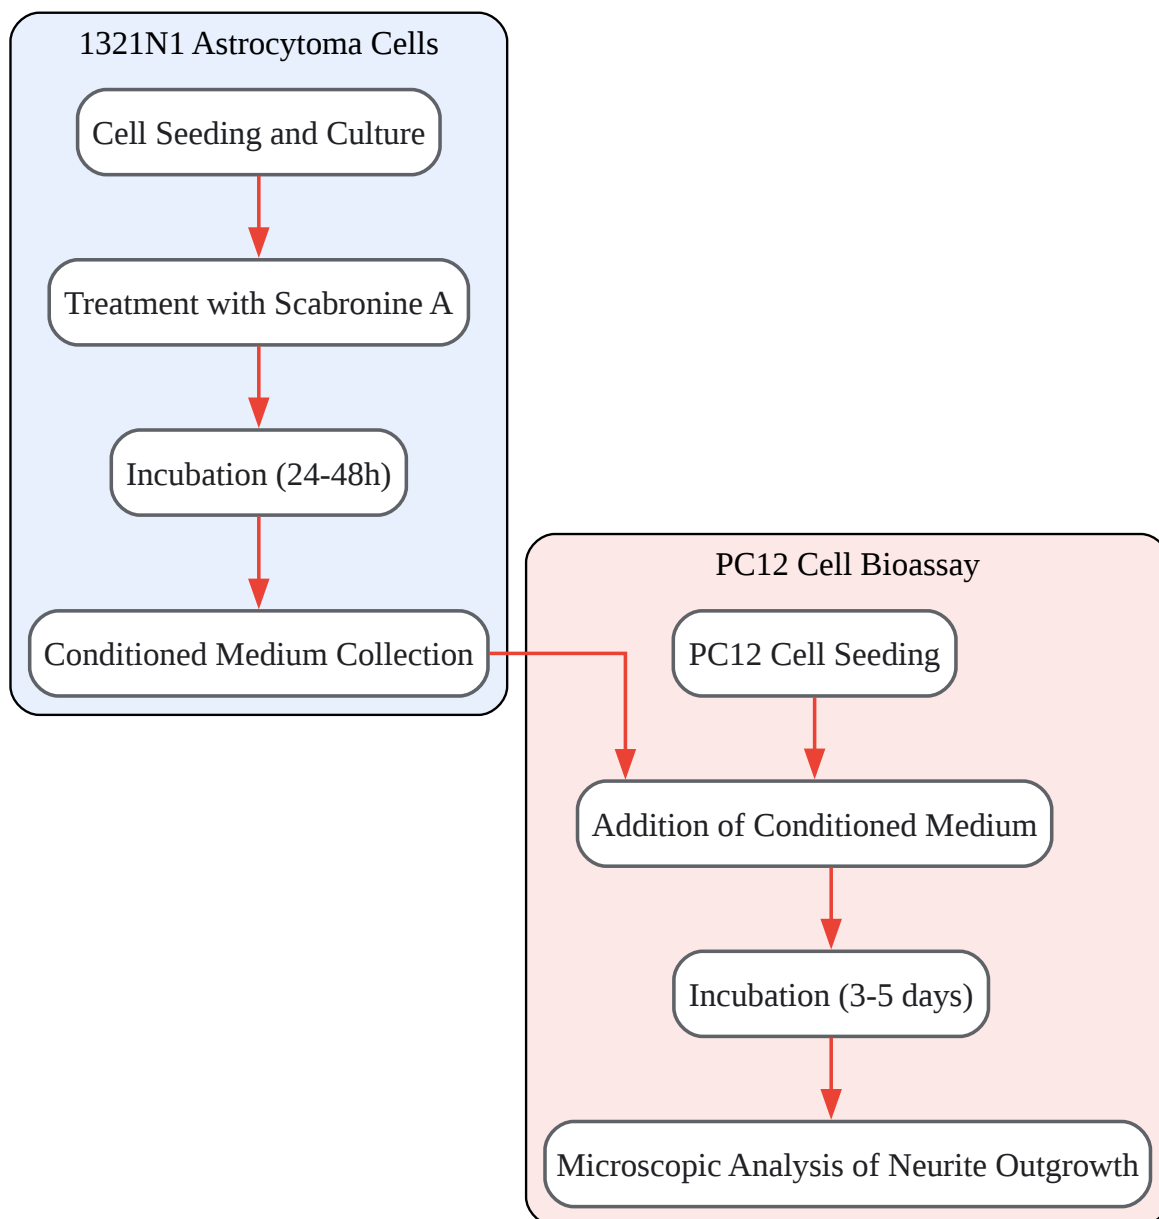 1321N1 Astrocytoma Cells
Cell Seeding and Culture
Treatment with Scabronine A
Incubation (24-48h)
Conditioned Medium Collection
PC12 Cell Bioassay
PC12 Cell Seeding
Addition of Conditioned Medium
Incubation (3-5 days)
Microscopic Analysis of Neurite Outgrowth